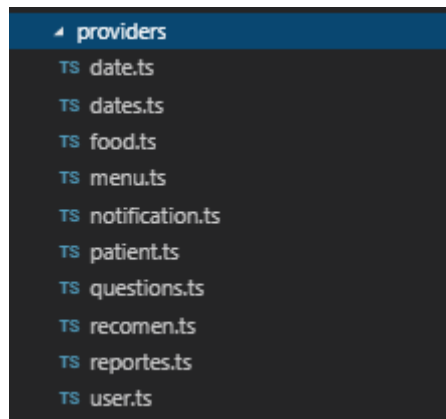 providers
TS date.ts
TS dates.ts
TS food.ts
TS menu.ts
TS notification.ts
TS patient.ts
TS questions.ts
TS recomen.ts
TS reportes.ts
TS user.ts